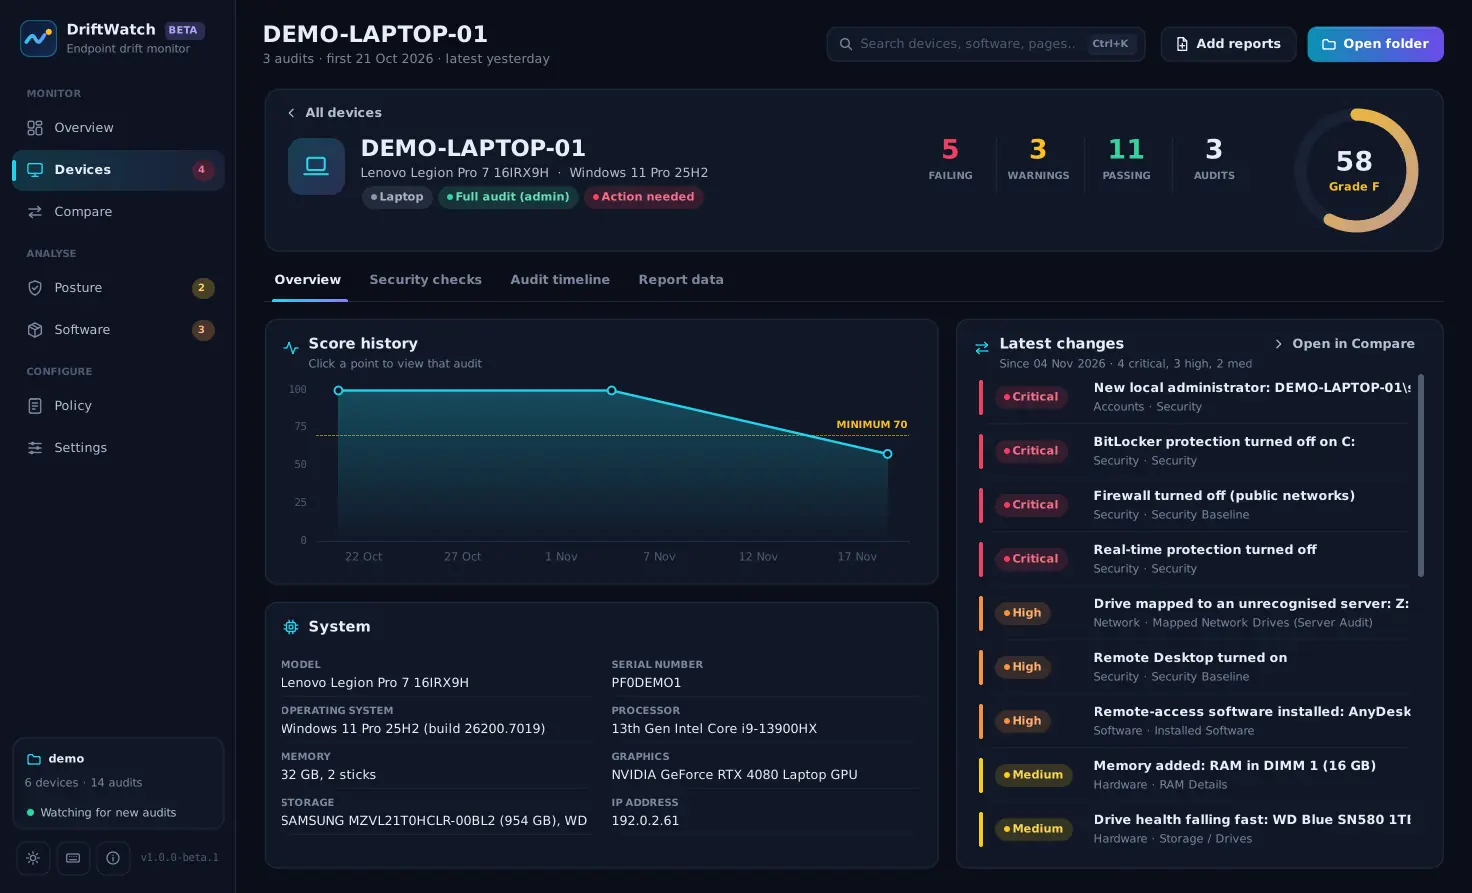 DriftWatch BETA
Endpoint drift monitor
MONITOR
Overview
Devices 4
Compare
ANALYSE
Posture 2
Software 3
CONFIGURE
Policy
Settings
demo
6 devices · 14 audits
Watching for new audits
v1.0.0-beta.1
DEMO-LAPTOP-01
3 audits · first 21 Oct 2026 · latest yesterday
Search devices, software, pages.. Ctrl+K
Add reports
Open folder
All devices
DEMO-LAPTOP-01
Lenovo Legion Pro 7 16IRX9H · Windows 11 Pro 25H2
Laptop Full audit (admin) Action needed
5 3 11 3
FAILING WARNINGS PASSING AUDITS
58
Grade F
Overview Security checks Audit timeline Report data
Score history
Click a point to view that audit
100
75
50
25
0
MINIMUM 70
22 Oct 27 Oct 1 Nov 7 Nov 12 Nov 17 Nov
System
MODEL
Lenovo Legion Pro 7 16IRX9H
SERIAL NUMBER
PF0DEMO1
OPERATING SYSTEM
Windows 11 Pro 25H2 (build 26200.7019)
PROCESSOR
13th Gen Intel Core i9-13900HX
MEMORY
32 GB, 2 sticks
GRAPHICS
NVIDIA GeForce RTX 4080 Laptop GPU
STORAGE
SAMSUNG MZVL21T0HCLR-00BL2 (954 GB), WD
IP ADDRESS
192.0.2.61
Latest changes
Open in Compare
Since 04 Nov 2026 · 4 critical, 3 high, 2 med
Critical
New local administrator: DEMO-LAPTOP-01\s
Accounts · Security
Critical
BitLocker protection turned off on C:
Security · Security
Critical
Firewall turned off (public networks)
Security · Security Baseline
Critical
Real-time protection turned off
Security · Security
High
Drive mapped to an unrecognised server: Z:
Network · Mapped Network Drives (Server Audit)
High
Remote Desktop turned on
Security · Security Baseline
High
Remote-access software installed: AnyDesk
Software · Installed Software
Medium
Memory added: RAM in DIMM 1 (16 GB)
Hardware · RAM Details
Medium
Drive health falling fast: WD Blue SN580 1TB
Hardware · Storage / Drives